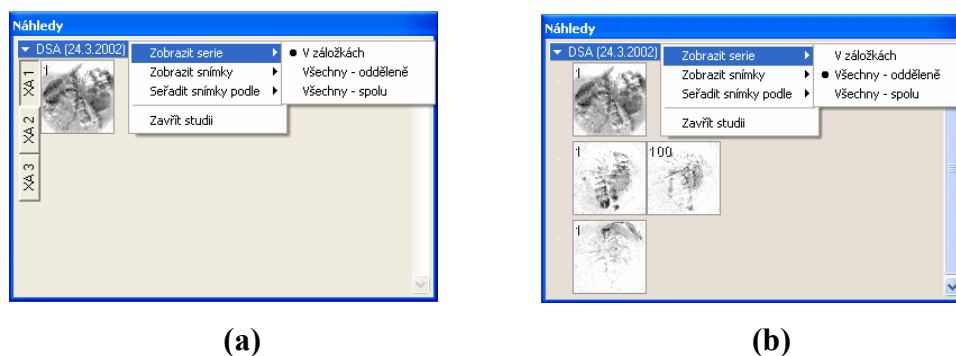 Náhledy
DSA (24.3.2002)
Zobrazit serie
V záložkách
Zobrazit snímky
Všechny - odděleně
Seřadit snímky podle
Všechny - spolu
Zavřít studii
XA 1
XA 2
XA 3
1
(a)
Náhledy
DSA (24.3.2002)
Zobrazit serie
V záložkách
Zobrazit snímky
Všechny - odděleně
Seřadit snímky podle
Všechny - spolu
Zavřít studii
1
1
100
1
(b)